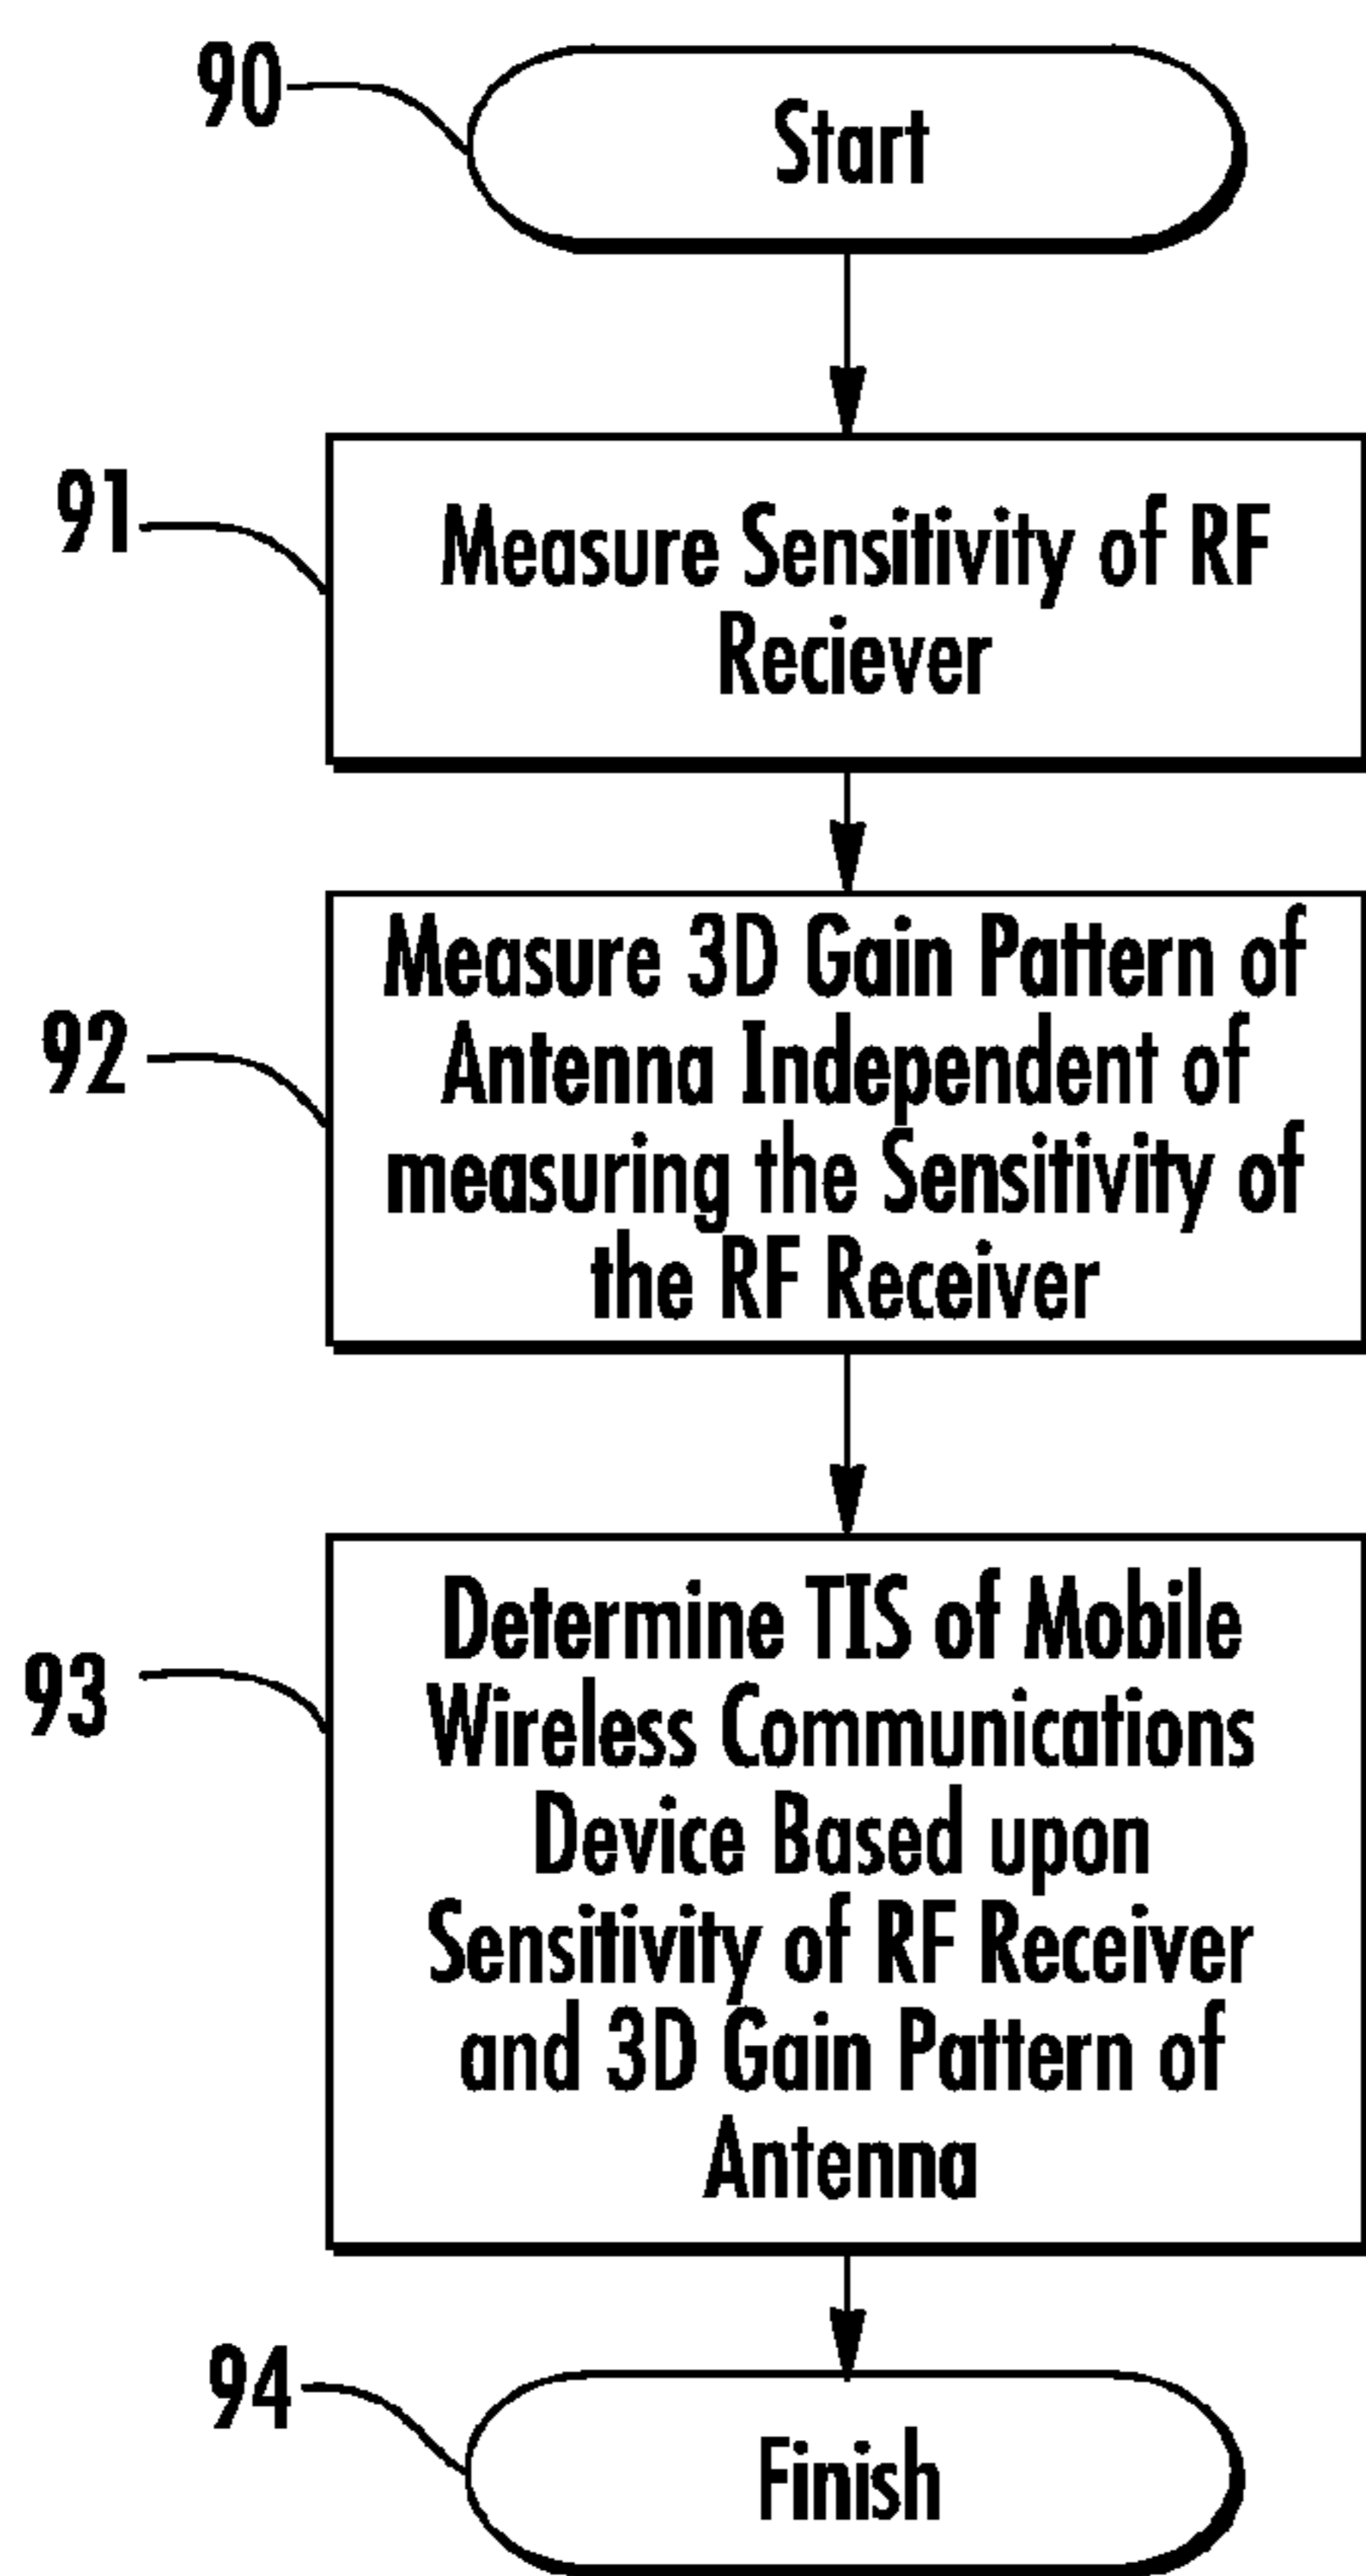 90
Start
91
Measure Sensitivity of RF
Reciever
92
Measure 3D Gain Pattern of
Antenna Independent of
measuring the Sensitivity of
the RF Receiver
93
Determine TIS of Mobile
Wireless Communications
Device Based upon
Sensitivity of RF Receiver
and 3D Gain Pattern of
Antenna
94
Finish